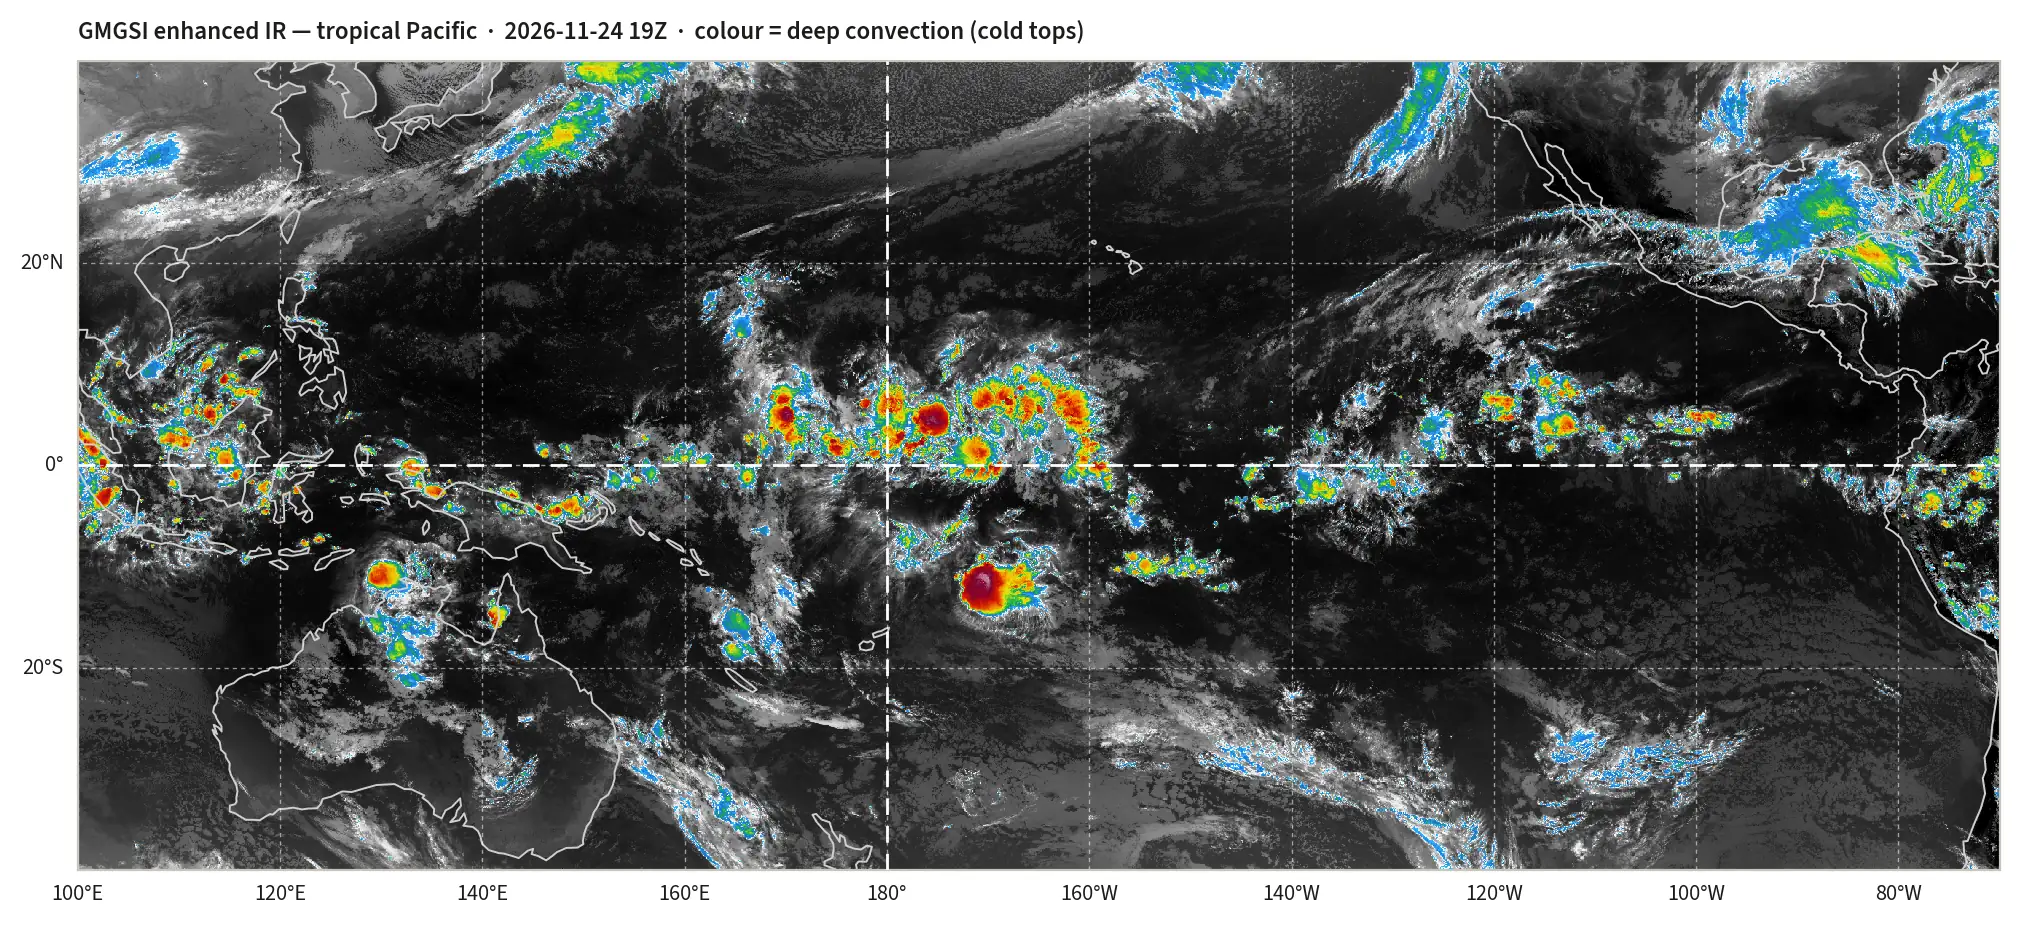 GMGSI enhanced IR — tropical Pacific · 2026-11-24 19Z · colour = deep convection (cold tops)
20°N
0°
20°S
100°E 120°E 140°E 160°E 180° 160°W 140°W 120°W 100°W 80°W